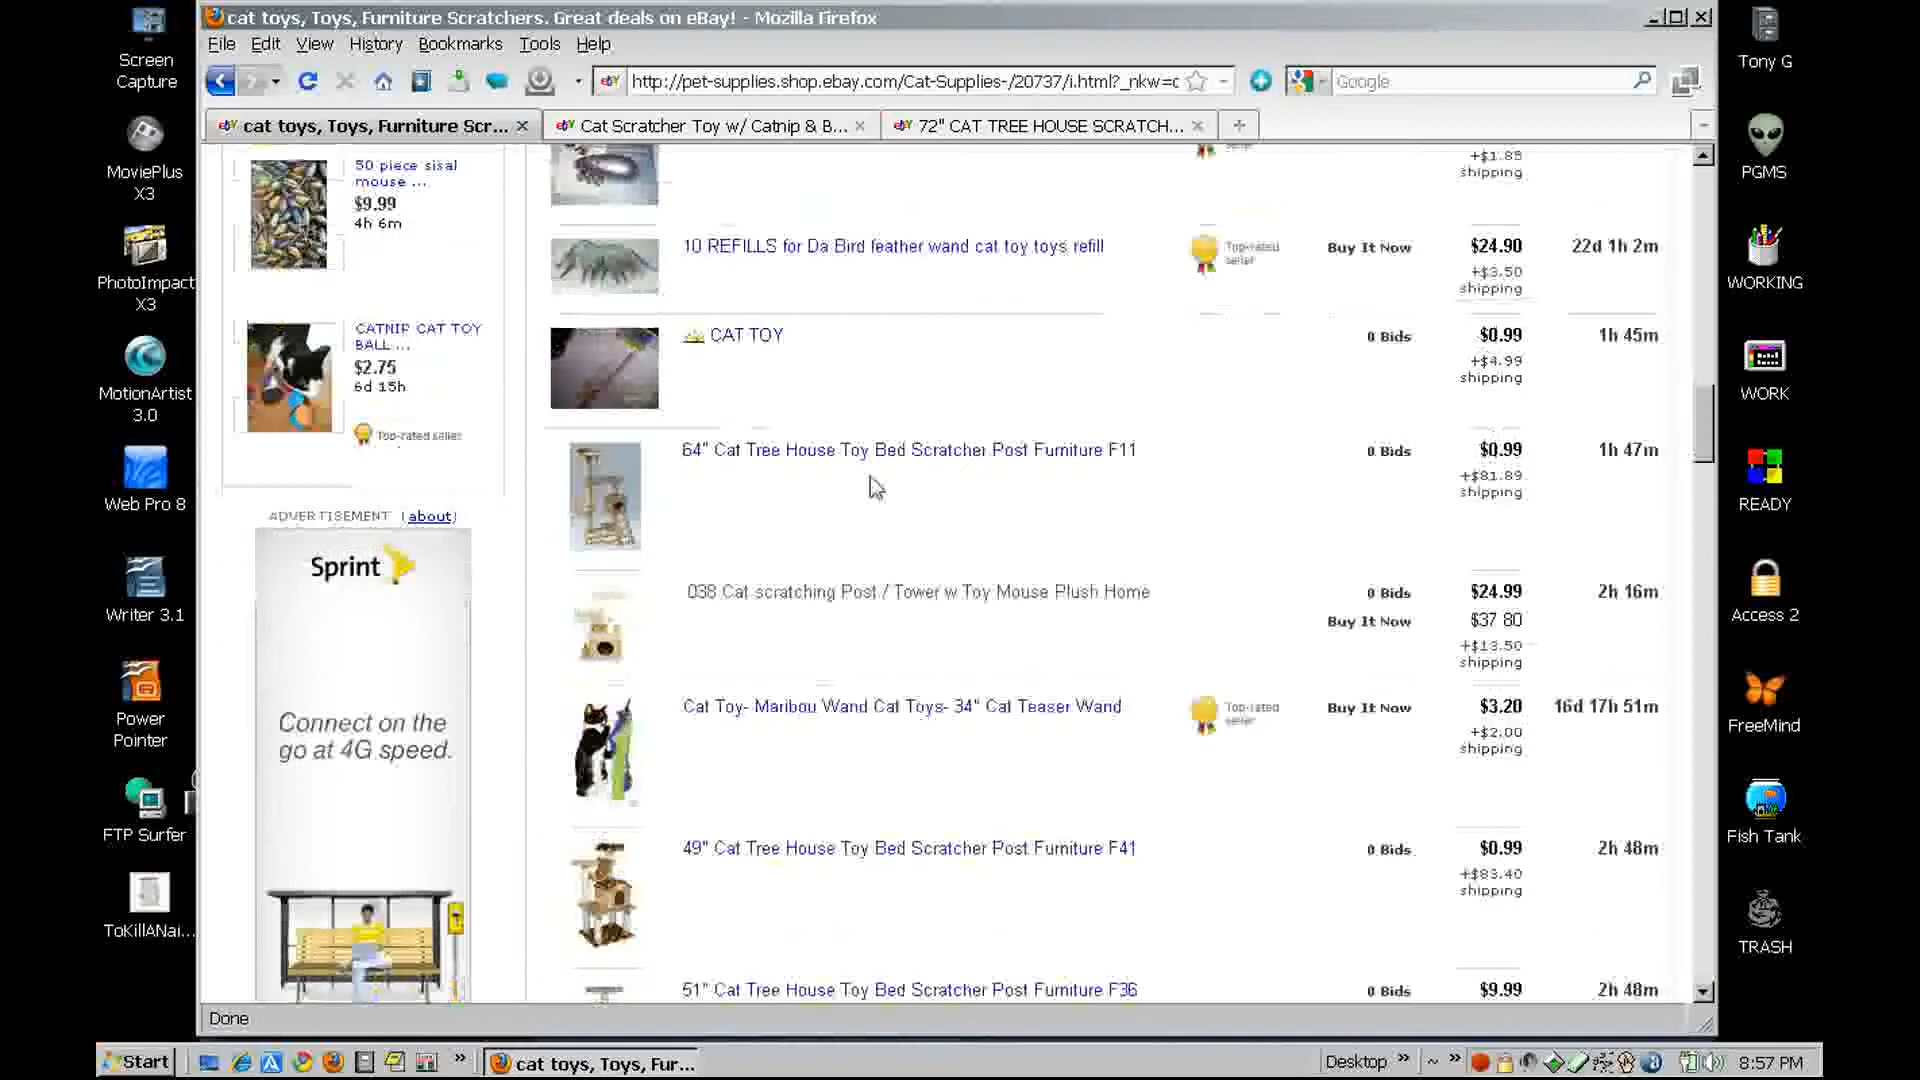 cat toys, Toys, Furniture Scratchers. Great deals on eBay! - Mozilla Firefox
File Edit View History Bookmarks Tools Help
http://pet-supplies.shop.ebay.com/Cat-Supplies-/20737/i.html?_nkw=c
Google
cat toys, Toys, Furniture Scr...
Cat Scratcher Toy w/ Catnip & B...
72" CAT TREE HOUSE SCRATCH...
Screen Capture
MoviePlus X3
PhotoImpact X3
MotionArtist 3.0
Web Pro 8
Writer 3.1
Power Pointer
FTP Surfer
ToKillANai...
50 piece sisal
mouse ...
$9.99
4h 6m
CATNIP CAT TOY
BALL ...
$2.75
6d 15h
Top-rated seller
ADVERTISEMENT (about)
Sprint
Connect on the
go at 4G speed.
seller
+$1.85
shipping
10 REFILLS for Da Bird feather wand cat toy toys refill
Top-rated seller
Buy It Now
$24.90
22d 1h 2m
+$3.50
shipping
CAT TOY
0 Bids
$0.99
1h 45m
+$4.99
shipping
64" Cat Tree House Toy Bed Scratcher Post Furniture F11
0 Bids
$0.99
1h 47m
+$81.89
shipping
038 Cat scratching Post / Tower w Toy Mouse Plush Home
0 Bids
$24.99
2h 16m
Buy It Now
$37 80
+$13.50
shipping
Cat Toy- Maribou Wand Cat Toys- 34" Cat Teaser Wand
Top-rated seller
Buy It Now
$3.20
16d 17h 51m
+$2.00
shipping
49" Cat Tree House Toy Bed Scratcher Post Furniture F41
0 Bids
$0.99
2h 48m
+$83.40
shipping
51" Cat Tree House Toy Bed Scratcher Post Furniture F36
0 Bids
$9.99
2h 48m
Tony G
PGMS
WORKING
WORK
READY
Access 2
FreeMind
Fish Tank
TRASH
Done
Start
cat toys, Toys, Fur...
Desktop
8:57 PM